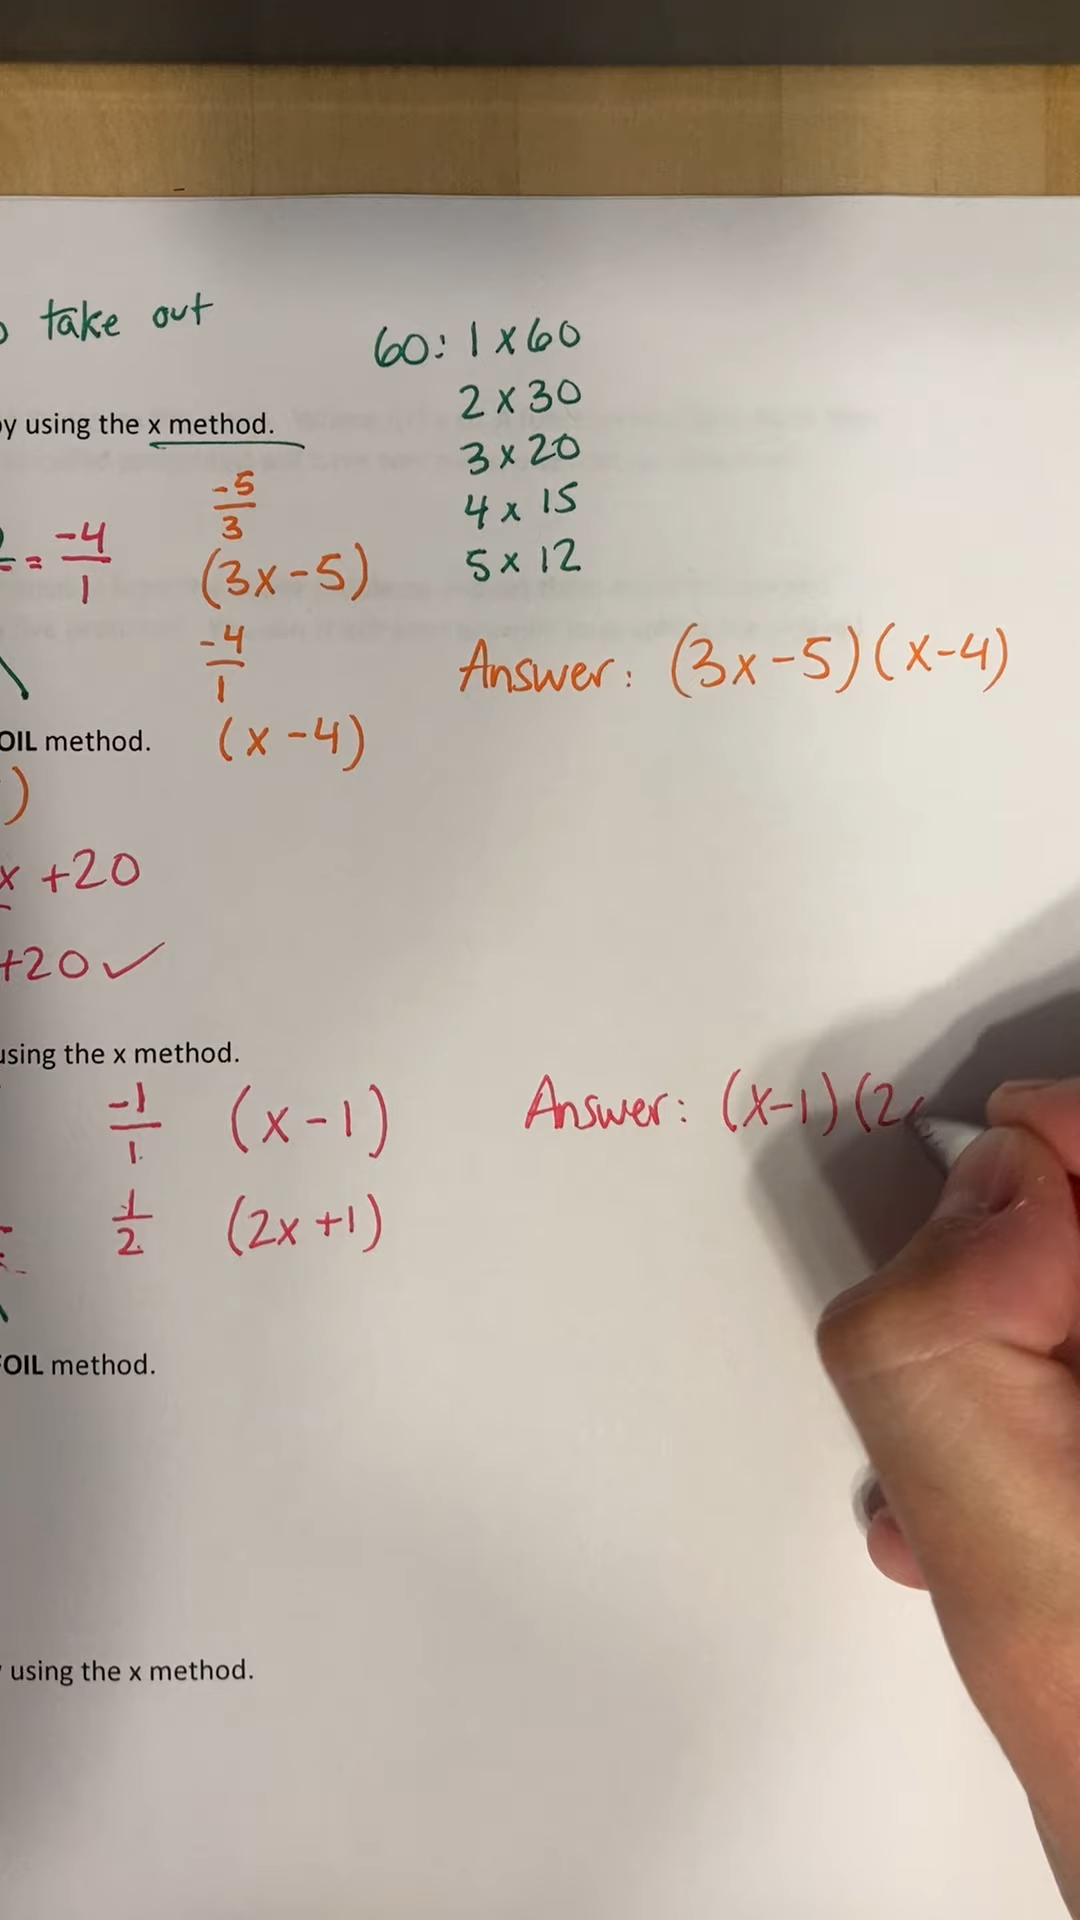 take out
60: 1 x 60
2 x 30
3 x 20
4 x 15
5 x 12
by using the x method.
-5/3
= -4/1
(3x-5)
-4/1
(x-4)
Answer: (3x-5)(x-4)
OIL method.
)
x +20
+20 ✓
using the x method.
-1/1
(x-1)
Answer: (x-1)(2
1/2
(2x+1)
FOIL method.
using the x method.